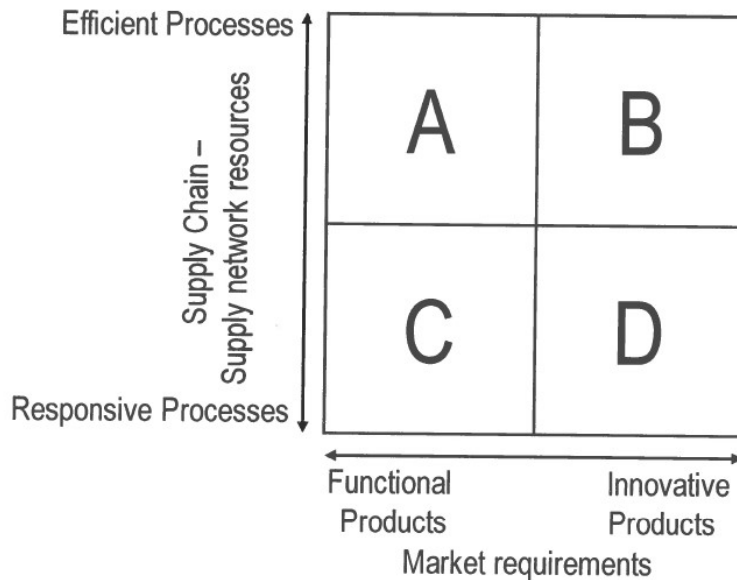 Efficient Processes
A
B
Supply Chain –
Supply network resources
C
D
Responsive Processes
Functional
Products
Innovative
Products
Market requirements